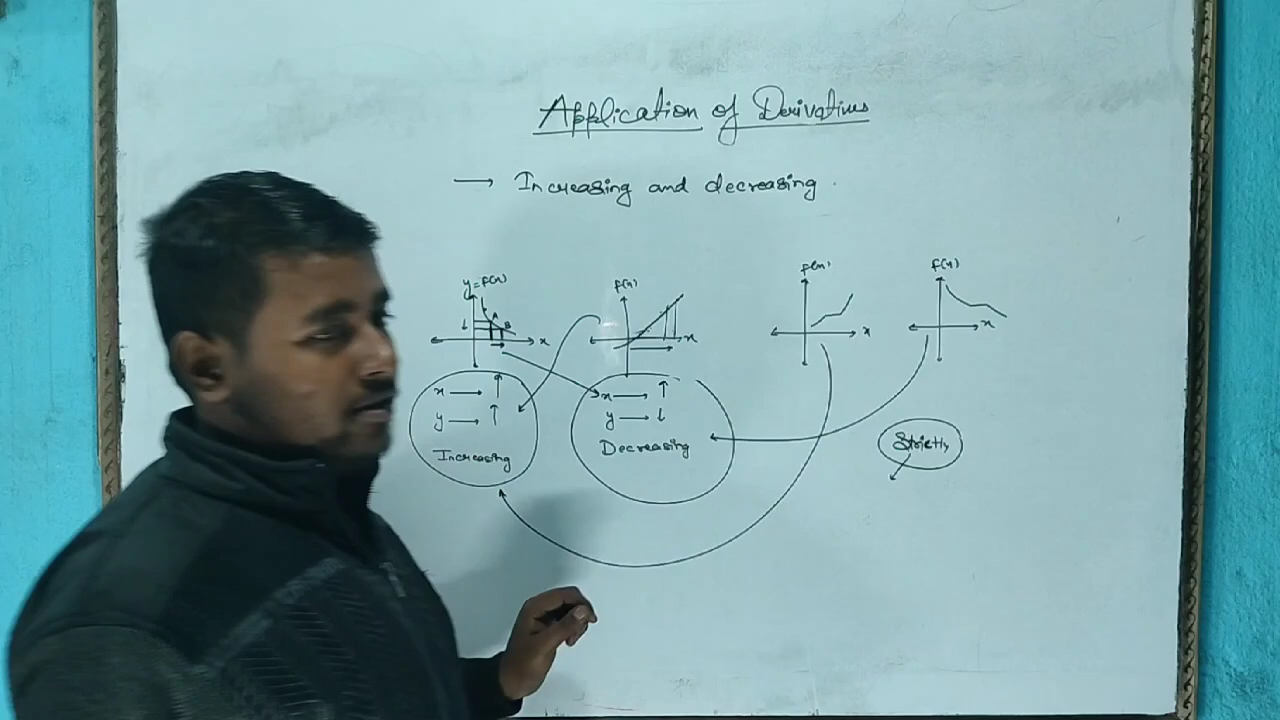 Application of Derivatives
→ Increasing and decreasing.
y=f(x) f(x) f(x) f(x)
A
B
x x x x
x → ↑ x → ↑
y → ↑ y → ↓
Increasing Decreasing Strictly